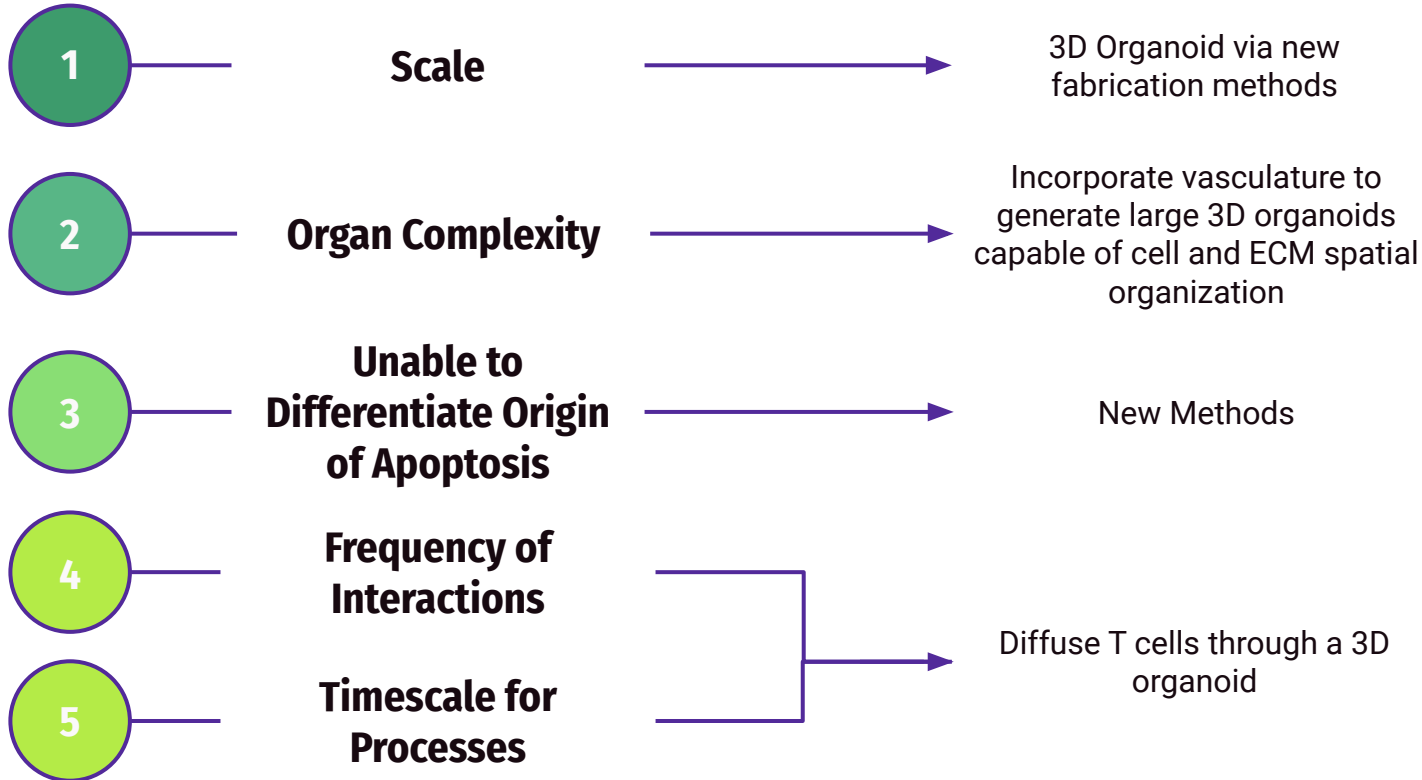 1
Scale
3D Organoid via new
fabrication methods
2
Organ Complexity
Incorporate vasculature to
generate large 3D organoids
capable of cell and ECM spatial
organization
3
Unable to
Differentiate Origin
of Apoptosis
New Methods
4
Frequency of
Interactions
5
Timescale for
Processes
Diffuse T cells through a 3D
organoid